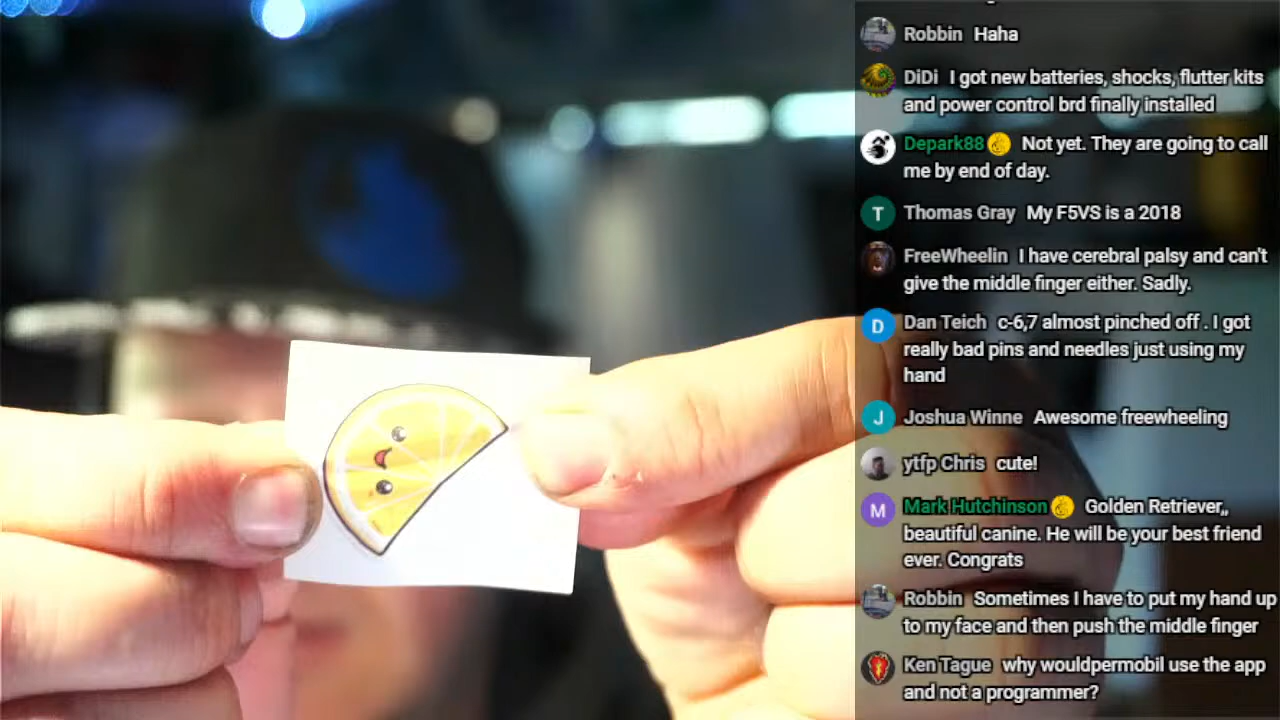 Robbin Haha
DiDi I got new batteries, shocks, flutter kits
and power control brd finally installed
Depark88 Not yet. They are going to call
me by end of day.
T Thomas Gray My F5VS is a 2018
FreeWheelin I have cerebral palsy and can't
give the middle finger either. Sadly.
D Dan Teich c-6,7 almost pinched off . I got
really bad pins and needles just using my
hand
J Joshua Winne Awesome freewheeling
ytfp Chris cute!
M Mark Hutchinson Golden Retriever,,
beautiful canine. He will be your best friend
ever. Congrats
Robbin Sometimes I have to put my hand up
to my face and then push the middle finger
Ken Tague why wouldpermobil use the app
and not a programmer?